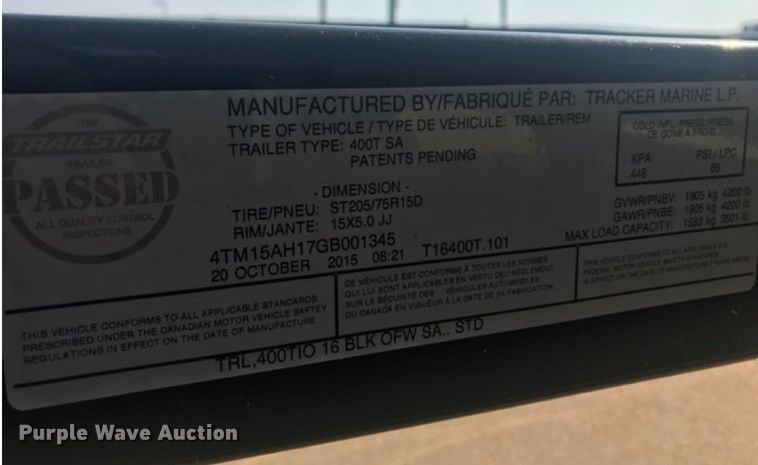 MANUFACTURED BY/FABRIQUÉ PAR: TRACKER MARINE L.P.
TYPE OF VEHICLE / TYPE DE VÉHICULE: TRAILER/REM
TRAILER TYPE: 400T SA
PATENTS PENDING
THIS
TRAILSTAR
TRAILER
PASSED
ALL QUALITY CONTROL
INSPECTIONS
COLD INFL. PRESS./PRESS.
DE GONF A FROID
KPA PSI / LPC
448 65
- DIMENSION -
TIRE/PNEU: ST205/75R15D
RIM/JANTE: 15X5.0 JJ
GVWR/PNBV: 1905 kg 4200 lb
GAWR/PNBE: 1905 kg 4200 lb
MAX LOAD CAPACITY: 1588 kg 3501 lb
4TM15AH17GB001345
20 OCTOBER 2015 08:21 T16400T.101
THIS VEHICLE CONFORMS TO ALL APPLICABLE STANDARDS
PRESCRIBED UNDER THE CANADIAN MOTOR VEHICLE SAFTEY
REGULATIONS IN EFFECT ON THE DATE OF MANUFACTURE
CE VÉHICULE EST CONFORME À TOUTES LES NORMES
QUI LUI SONT APPLICABLES EN VERTU DEU RÈGLEMENT
SUR LA SÉCURITÉ DES VÉHICULES AUTOMOBILES
DU CANADA EN VIGUEUR À LA DATE DE SA FABRICATION
THIS VEHICLE CONFORMS TO ALL APPLICABLE U.S.
FEDERAL MOTOR VEHICLE SAFETY STANDARDS
IN EFFECT ON THE DATE OF MANUFACTURE SHOWN ABOVE.
TRL,400TIO 16 BLK OFW SA.. STD
Purple Wave Auction